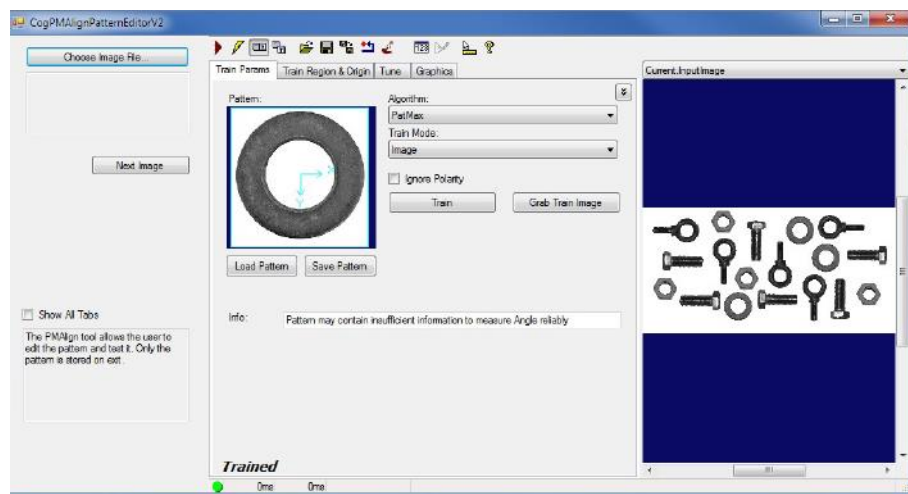 CogPMAlignPatternEditorV2
Choose Image File...
Next Image
Show All Tabs
The PMAlign tool allows the user to
edit the pattern and test it. Only the
pattern is stored on exit.
Train Params
Train Region & Origin
Tune
Graphics
Pattern:
X
Y
Load Pattern
Save Pattern
Algorithm:
PatMax
Train Mode:
Image
Ignore Polarity
Train
Grab Train Image
Info:
Pattern may contain insufficient information to measure Angle reliably
Trained
0ms
0ms
Current.InputImage